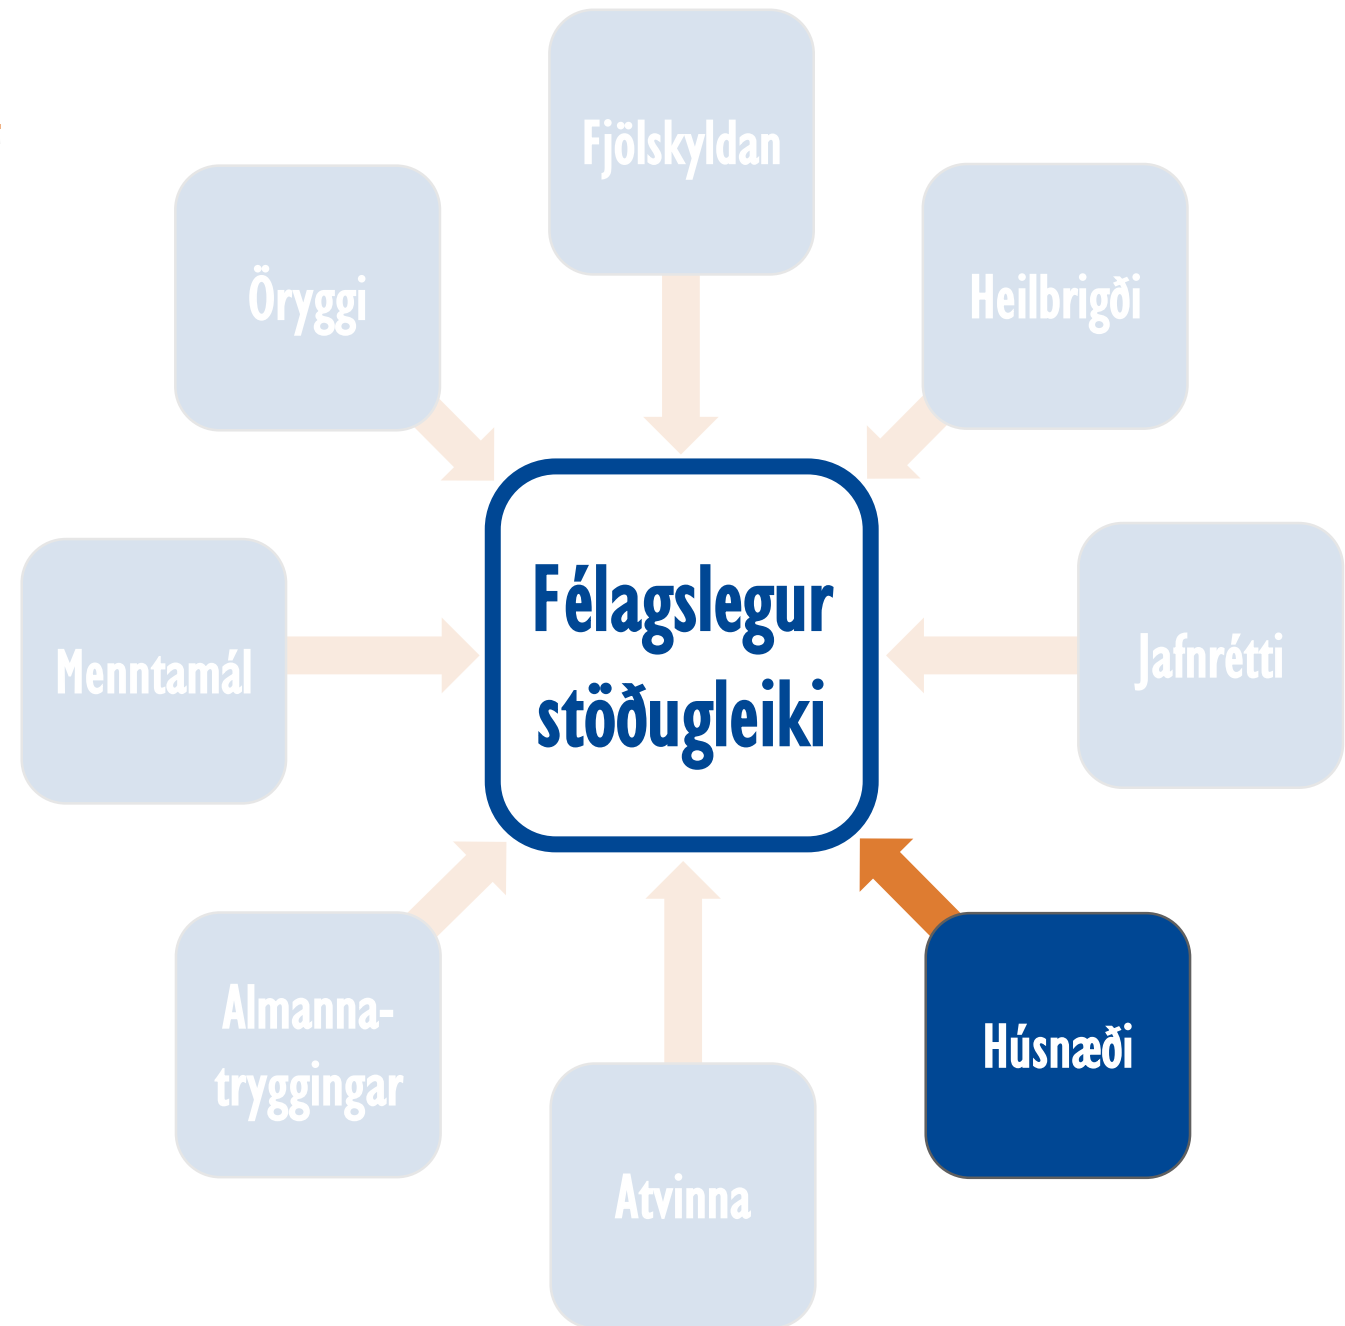 Fjölskyldan
Öryggi
Heilbrigði
Félagslegur
stöðugleiki
Menntamál
Jafnrétti
Almanna-
tryggingar
Húsnæði
Atvinna